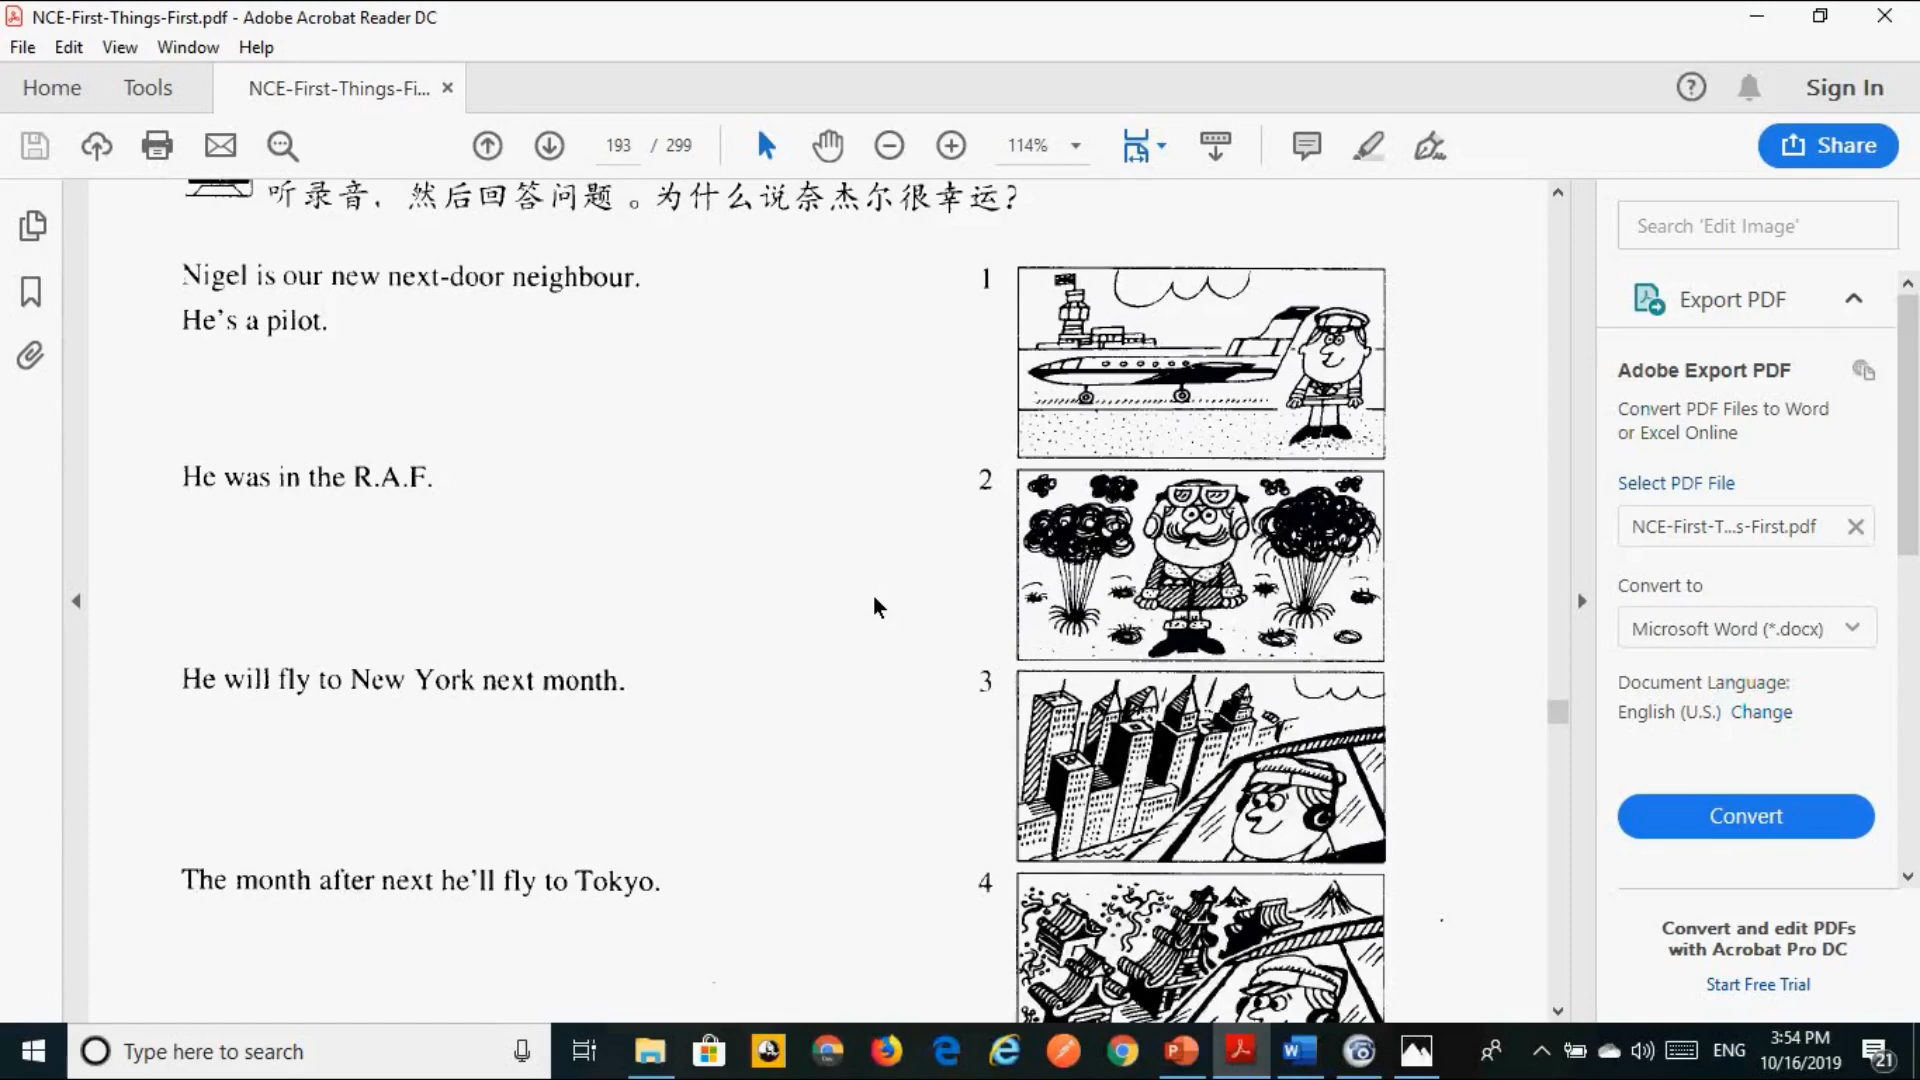 NCE-First-Things-First.pdf - Adobe Acrobat Reader DC
File Edit View Window Help
Home Tools NCE-First-Things-Fi... Sign In
193 / 299 114% Share
听录音，然后回答问题。为什么说奈杰尔很幸运?
Nigel is our new next-door neighbour.
He's a pilot.
1
He was in the R.A.F.
2
He will fly to New York next month.
3
The month after next he'll fly to Tokyo.
4
Search 'Edit Image'
Export PDF
Adobe Export PDF
Convert PDF Files to Word
or Excel Online
Select PDF File
NCE-First-T...s-First.pdf
Convert to
Microsoft Word (*.docx)
Document Language:
English (U.S.) Change
Convert
Convert and edit PDFs
with Acrobat Pro DC
Start Free Trial
Type here to search
ENG
3:54 PM
10/16/2019
21